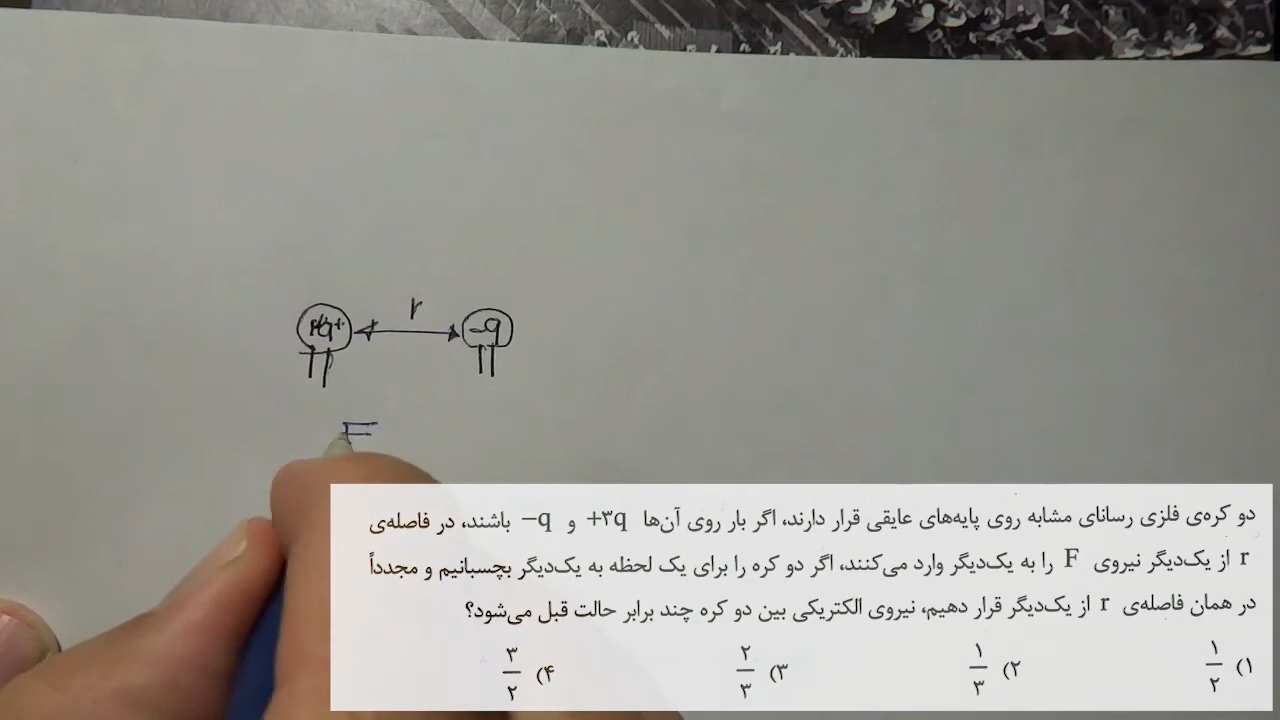 r
-q
F
دو کره‌ی فلزی رسانای مشابه روی پایه‌های عایقی قرار دارند، اگر بار روی آن‌ها +۳q و −q باشند، در فاصله‌ی
r از یک‌دیگر نیروی F را به یک‌دیگر وارد می‌کنند، اگر دو کره را برای یک لحظه به یک‌دیگر بچسبانیم و مجدداً
در همان فاصله‌ی r از یک‌دیگر قرار دهیم، نیروی الکتریکی بین دو کره چند برابر حالت قبل می‌شود؟
۱) ۱/۲ ۲) ۱/۳ ۳) ۲/۳ ۴) ۳/۲